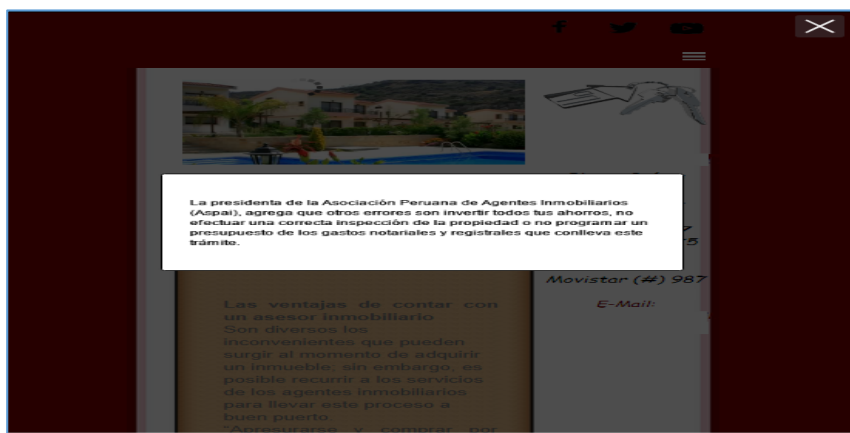 La presidenta de la Asociación Peruana de Agentes Inmobiliarios
(Aspai), agrega que otros errores son invertir todos tus ahorros, no
efectuar una correcta inspección de la propiedad o no programar un
presupuesto de los gastos notariales y registrales que conlleva este
trámite.
Movistar (#) 987
E-Mail:
Las ventajas de contar con
un asesor inmobiliario
Son diversos los
inconvenientes que pueden
surgir al momento de adquirir
un inmueble; sin embargo, es
posible recurrir a los servicios
de los agentes inmobiliarios
para llevar este proceso a
buen puerto.
"Apresurarse y comprar por